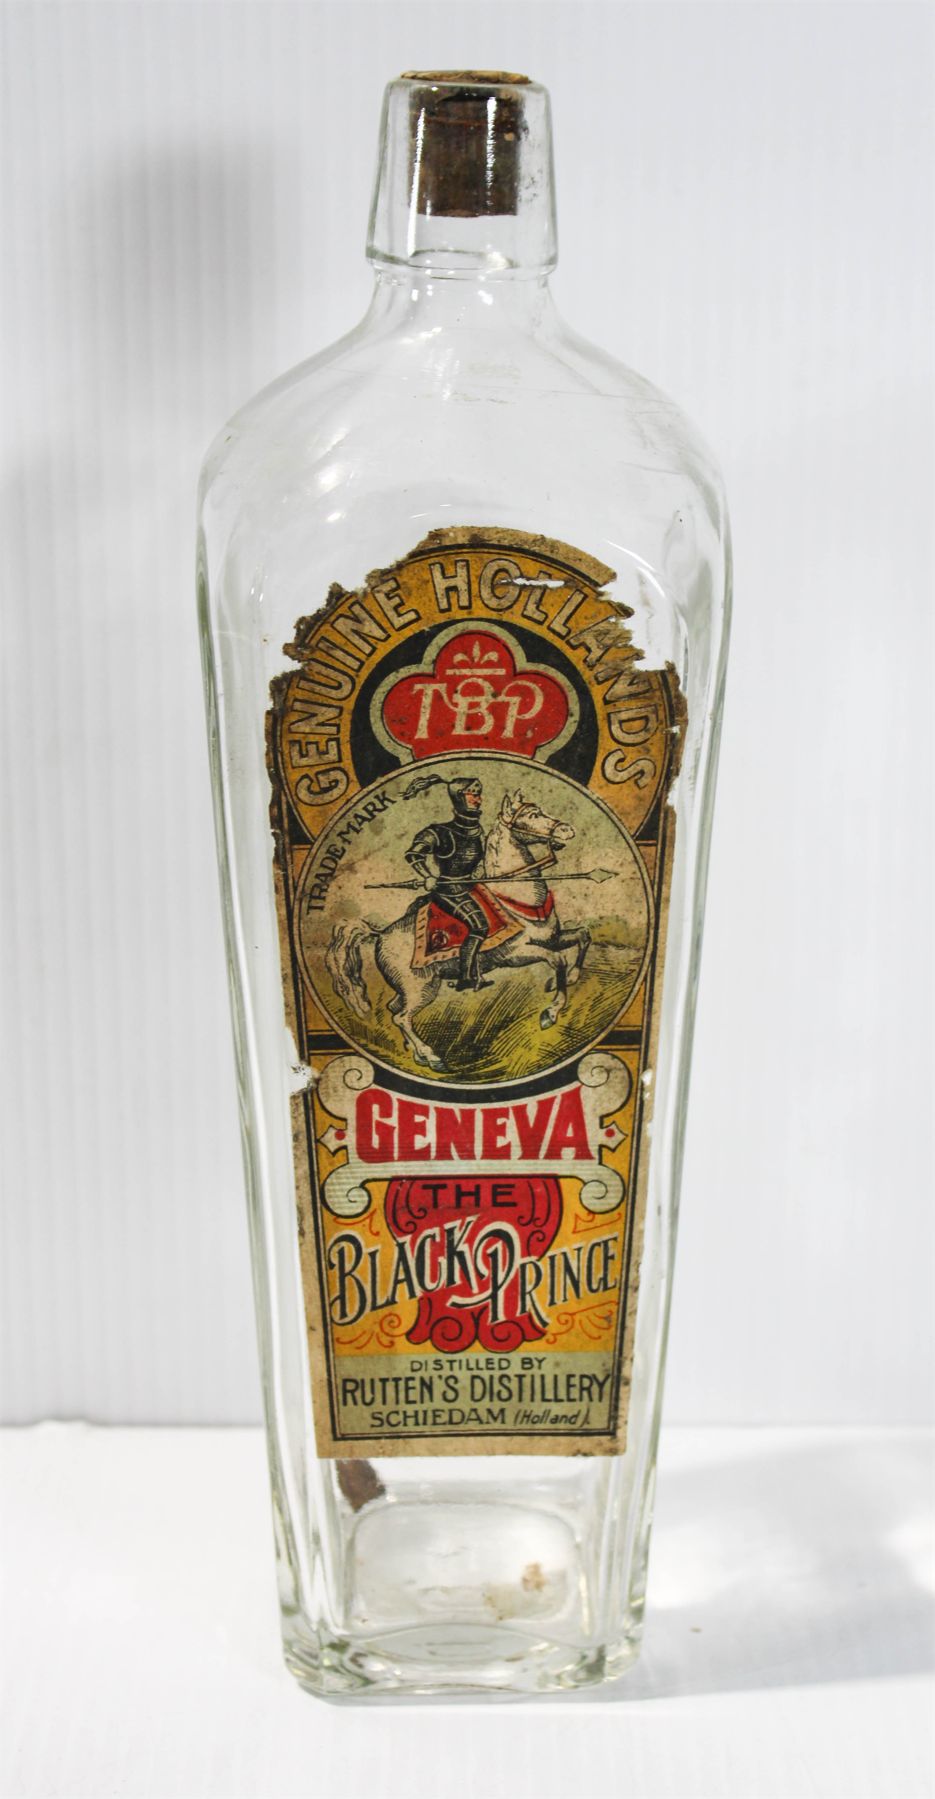 GENUINE HOLLANDS
TBP
TRADE-MARK
GENEVA
THE
BLACK PRINCE
DISTILLED BY
RUTTEN'S DISTILLERY
SCHIEDAM (Holland).